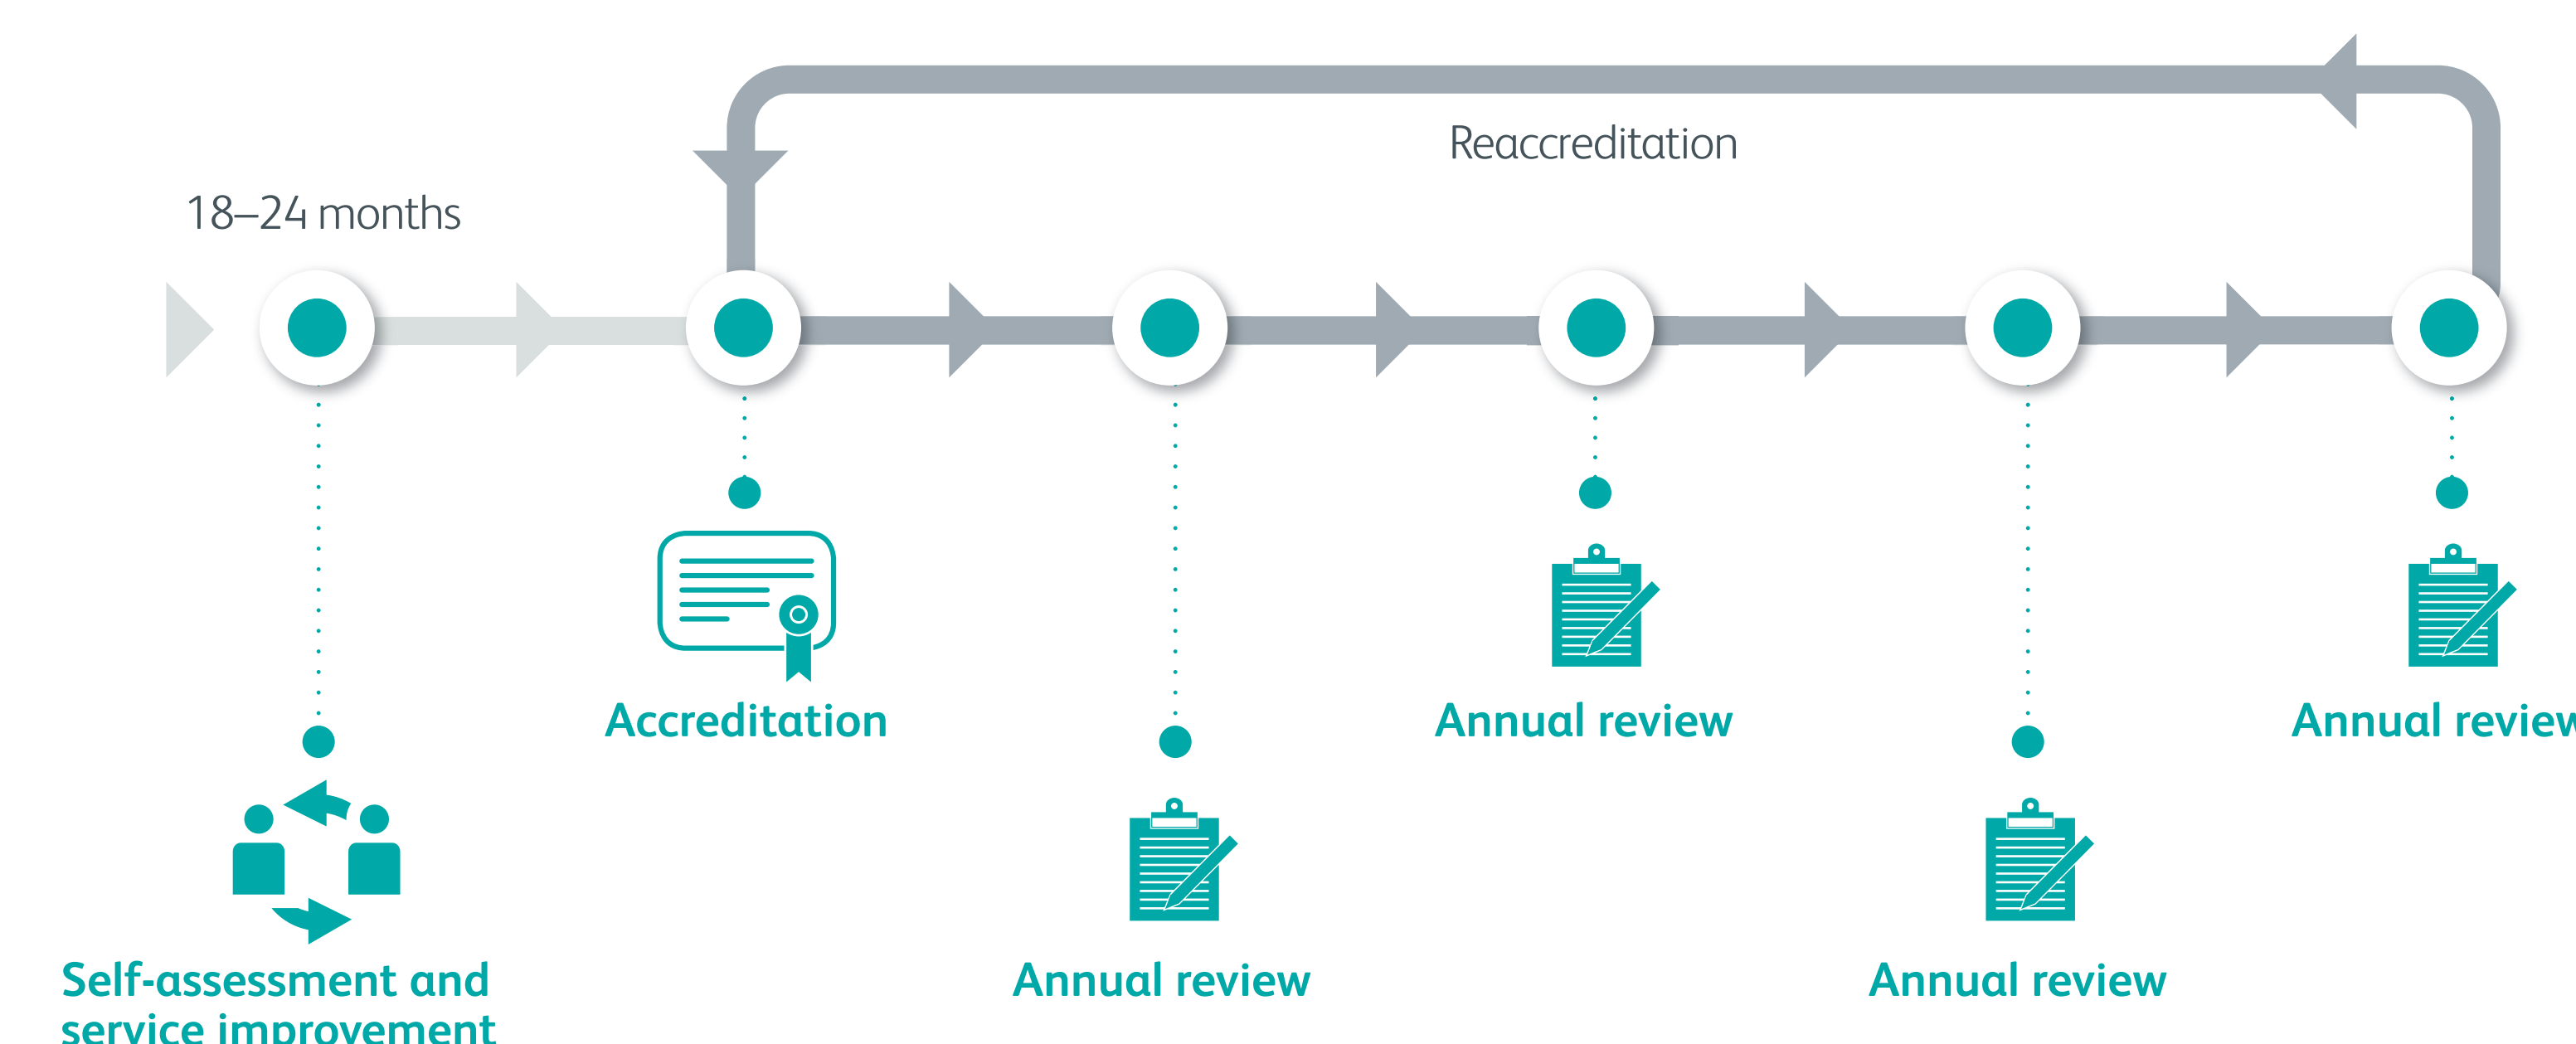 Reaccreditation
18–24 months
Accreditation
Annual review
Annual review
Self-assessment and
service improvement
Annual review
Annual review